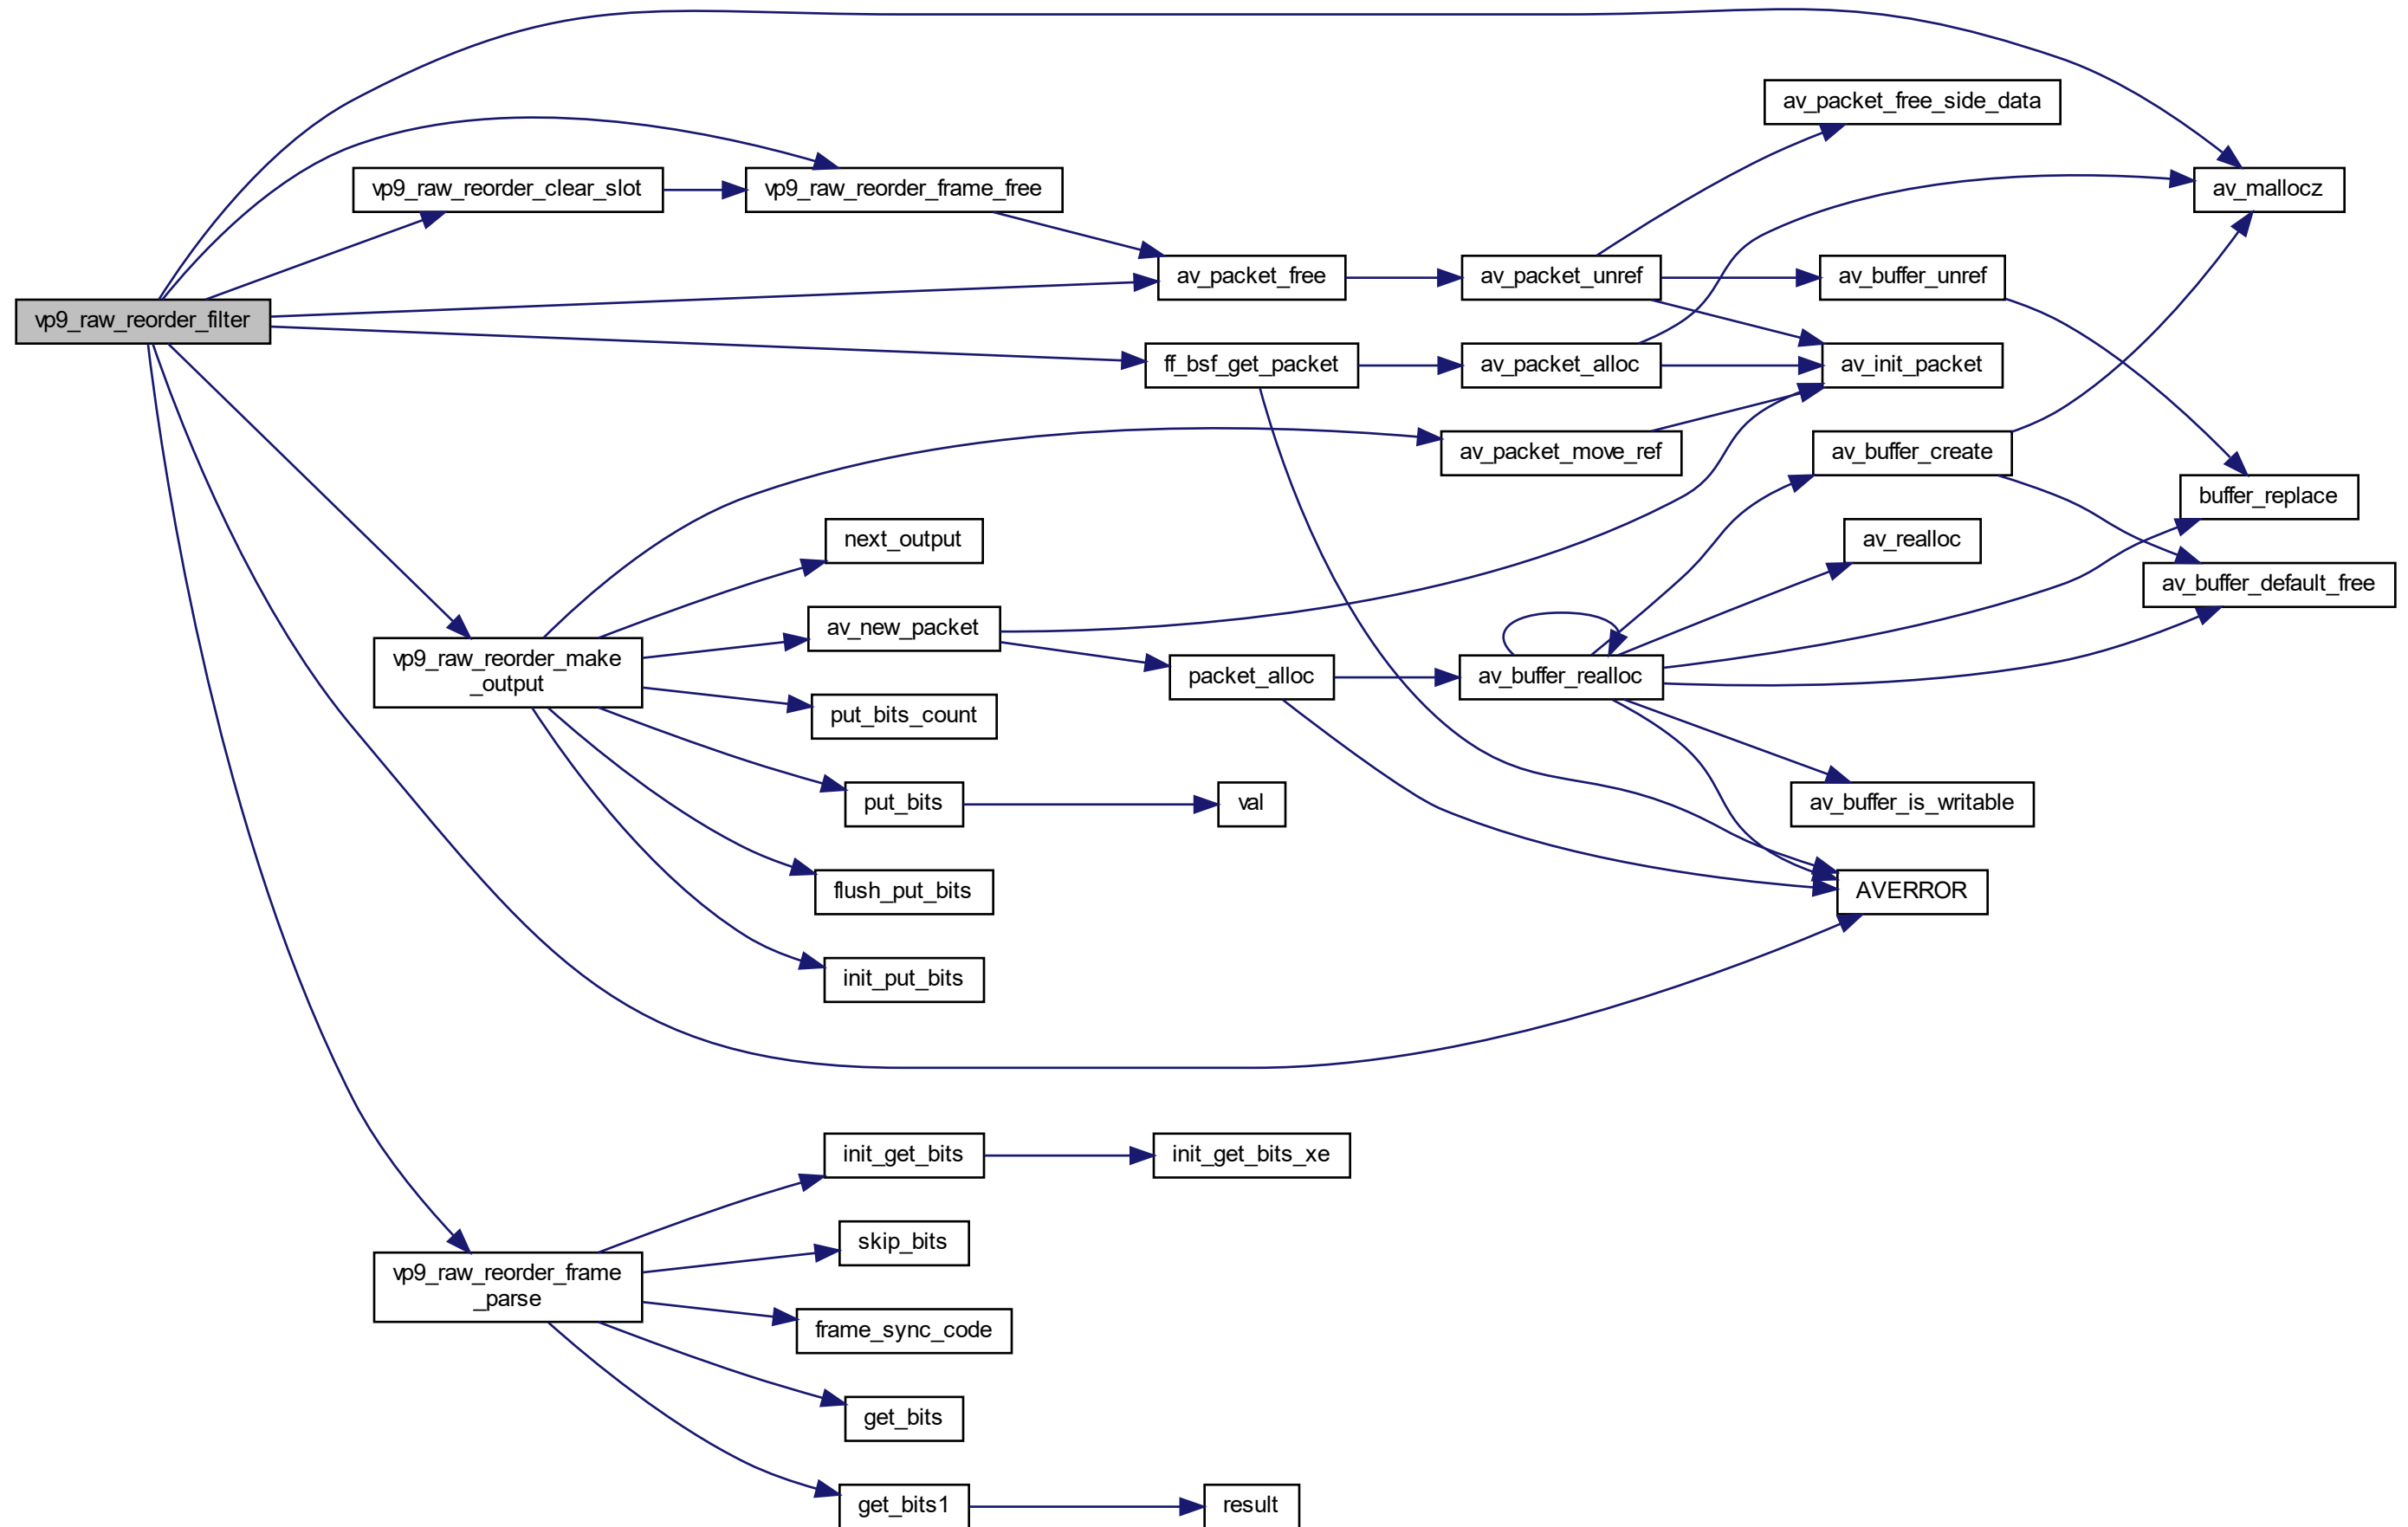 av_packet_free_side_data
vp9_raw_reorder_clear_slot
vp9_raw_reorder_frame_free
av_mallocz
av_packet_free
av_packet_unref
av_buffer_unref
vp9_raw_reorder_filter
ff_bsf_get_packet
av_packet_alloc
av_init_packet
av_packet_move_ref
av_buffer_create
buffer_replace
next_output
av_realloc
av_buffer_default_free
av_new_packet
vp9_raw_reorder_make
_output
packet_alloc
av_buffer_realloc
put_bits_count
put_bits
val
av_buffer_is_writable
flush_put_bits
AVERROR
init_put_bits
init_get_bits
init_get_bits_xe
skip_bits
vp9_raw_reorder_frame
_parse
frame_sync_code
get_bits
get_bits1
result